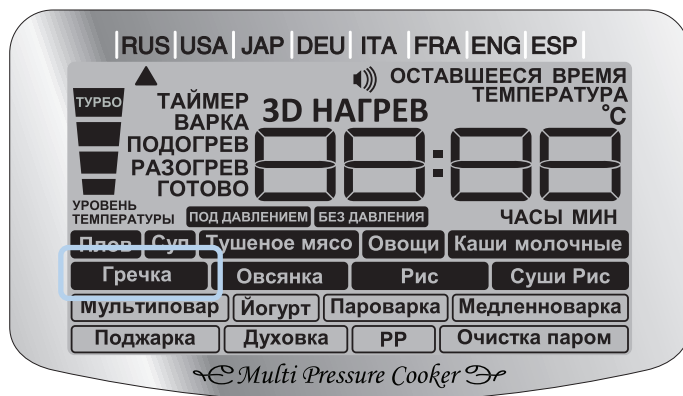 RUS USA JAP DEU ITA FRA ENG ESP
ОСТАВШЕЕСЯ ВРЕМЯ
ТУРБО ТАЙМЕР 3D НАГРЕВ ТЕМПЕРАТУРА
ВАРКА °C
ПОДОГРЕВ 88:88
РАЗОГРЕВ
ГОТОВО
УРОВЕНЬ
ТЕМПЕРАТУРЫ ПОД ДАВЛЕНИЕМ БЕЗ ДАВЛЕНИЯ ЧАСЫ МИН
Плов Суп Тушеное мясо Овощи Каши молочные
Гречка Овсянка Рис Суши Рис
Мультиповар Йогурт Пароварка Медленноварка
Поджарка Духовка РР Очистка паром
Multi Pressure Cooker